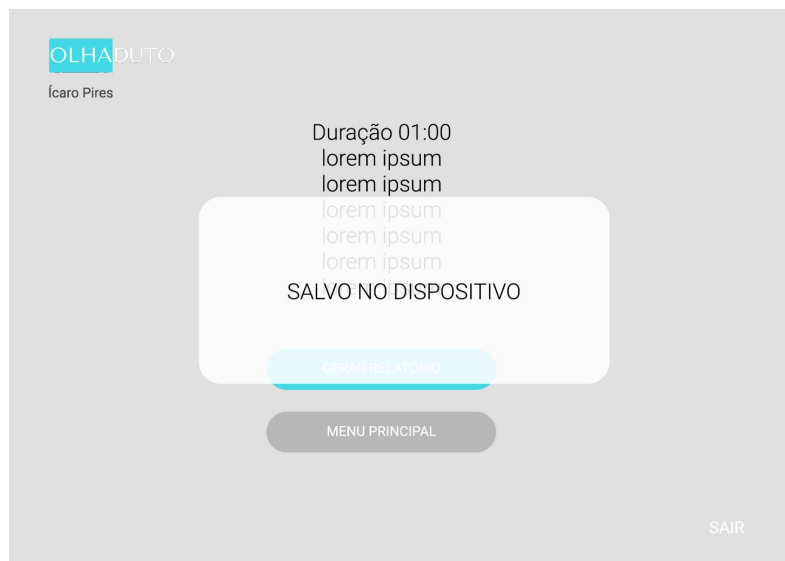 OLHADUTO
Ícaro Pires
Duração 01:00
lorem ipsum
lorem ipsum
lorem ipsum
lorem ipsum
lorem ipsum
SALVO NO DISPOSITIVO
GERAR RELATÓRIO
MENU PRINCIPAL
SAIR